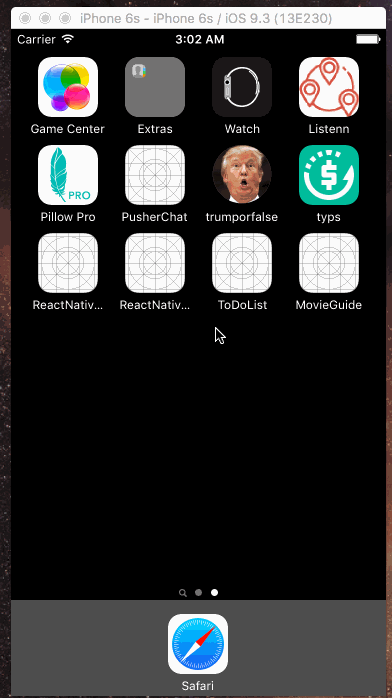 iPhone 6s - iPhone 6s / iOS 9.3 (13E230)
Carrier 3:02 AM
Game Center Extras Watch Listenn
PRO
Pillow Pro PusherChat trumporfalse typs
ReactNativ... ReactNativ... ToDoList MovieGuide
Safari